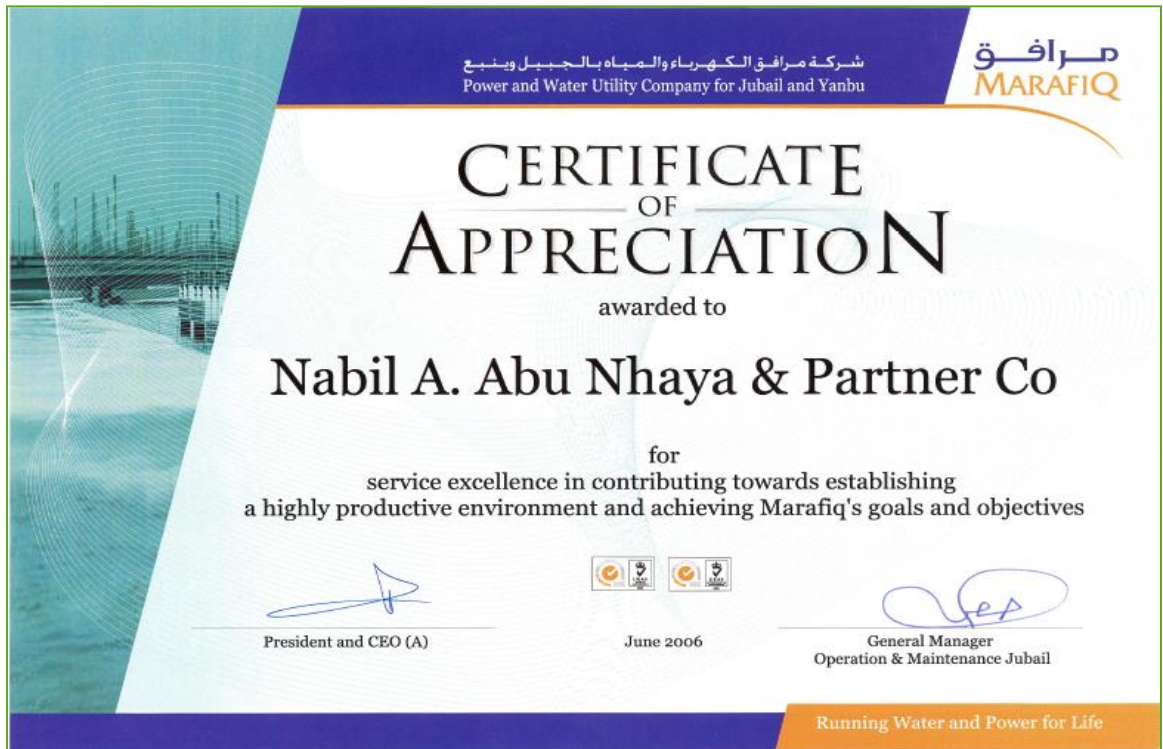 شركة مرافق الكهرباء والمياه بالجبيل وينبع
Power and Water Utility Company for Jubail and Yanbu
مرافق
MARAFIQ
CERTIFICATE
OF
APPRECIATION
awarded to
Nabil A. Abu Nhaya & Partner Co
for
service excellence in contributing towards establishing
a highly productive environment and achieving Marafiq's goals and objectives
President and CEO (A)
June 2006
General Manager
Operation & Maintenance Jubail
Running Water and Power for Life